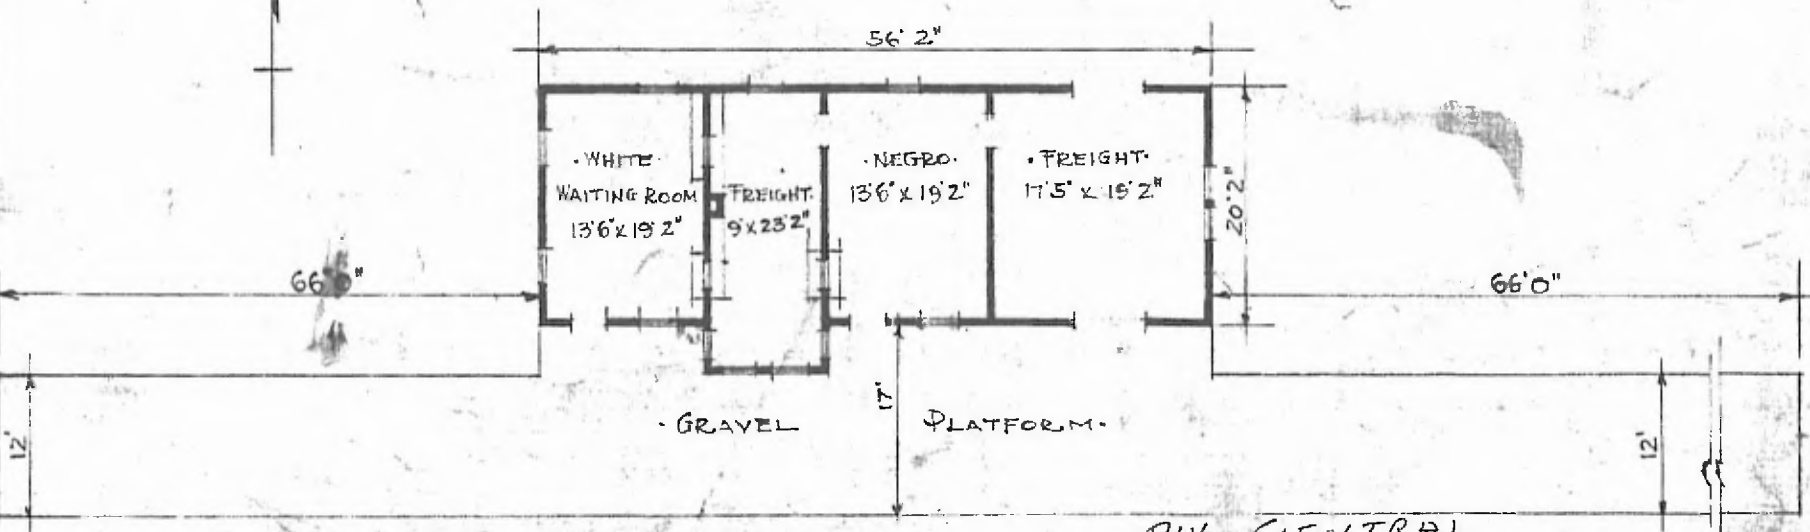 56' 2"
·WHITE·
WAITING ROOM
13'6" x 19'2"
FREIGHT·
9' x 23'2"
·NEGRO·
13'6" x 19'2"
·FREIGHT·
17'5" x 19'2"
20'2"
66'0"
66'0"
·GRAVEL PLATFORM·
17'
12'
12'